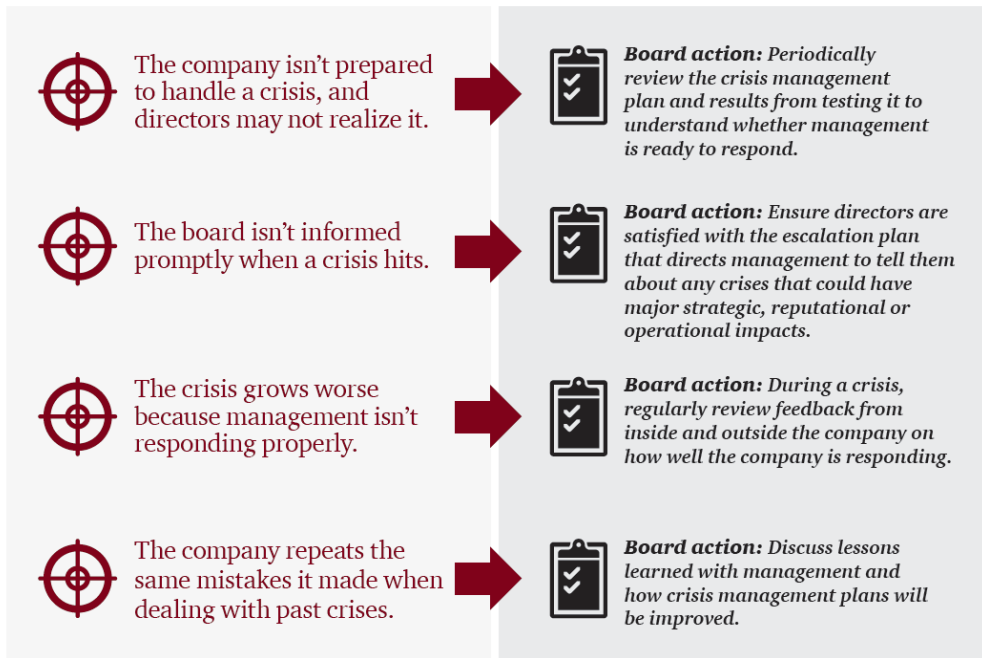 The company isn't prepared
to handle a crisis, and
directors may not realize it.
Board action: Periodically
review the crisis management
plan and results from testing it to
understand whether management
is ready to respond.
The board isn't informed
promptly when a crisis hits.
Board action: Ensure directors are
satisfied with the escalation plan
that directs management to tell them
about any crises that could have
major strategic, reputational or
operational impacts.
The crisis grows worse
because management isn't
responding properly.
Board action: During a crisis,
regularly review feedback from
inside and outside the company on
how well the company is responding.
The company repeats the
same mistakes it made when
dealing with past crises.
Board action: Discuss lessons
learned with management and
how crisis management plans will
be improved.